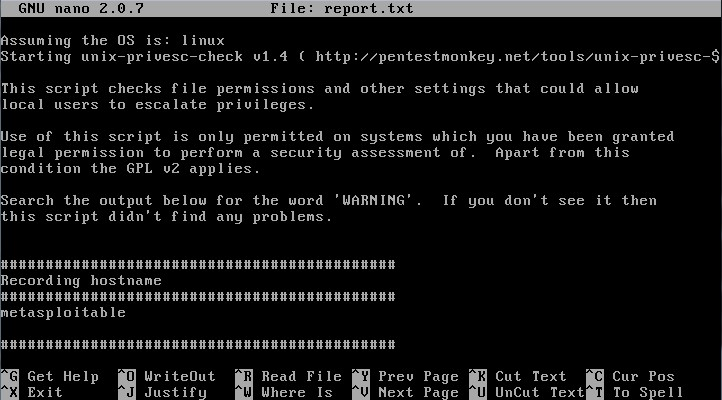 GNU nano 2.0.7 File: report.txt
Assuming the OS is: linux
Starting unix-privesc-check v1.4 ( http://pentestmonkey.net/tools/unix-privesc-$
This script checks file permissions and other settings that could allow
local users to escalate privileges.
Use of this script is only permitted on systems which you have been granted
legal permission to perform a security assessment of.  Apart from this
condition the GPL v2 applies.
Search the output below for the word 'WARNING'.  If you don't see it then
this script didn't find any problems.
############################################
Recording hostname
############################################
metasploitable
############################################
^G Get Help ^O WriteOut ^R Read File ^Y Prev Page ^K Cut Text ^C Cur Pos
^X Exit ^J Justify ^W Where Is ^V Next Page ^U UnCut Text ^T To Spell